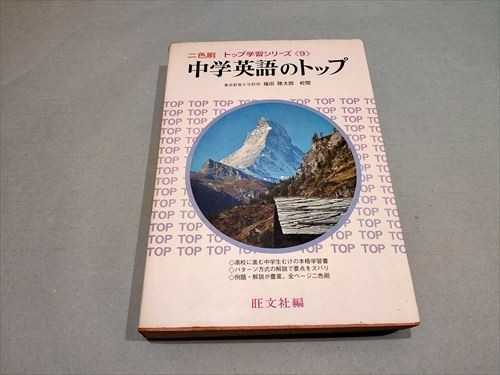 二色刷 トップ学習シリーズ《9》
中学英語のトップ
東京教育大学教授 福田 陸太郎 校閲
TOP TOP TOP TOP TOP TOP TOP
◇高校に進む中学生むけの本格学習書
◇パターン方式の解説で要点をズバリ
◇例題・解説が豊富。全ページ二色刷
旺文社編